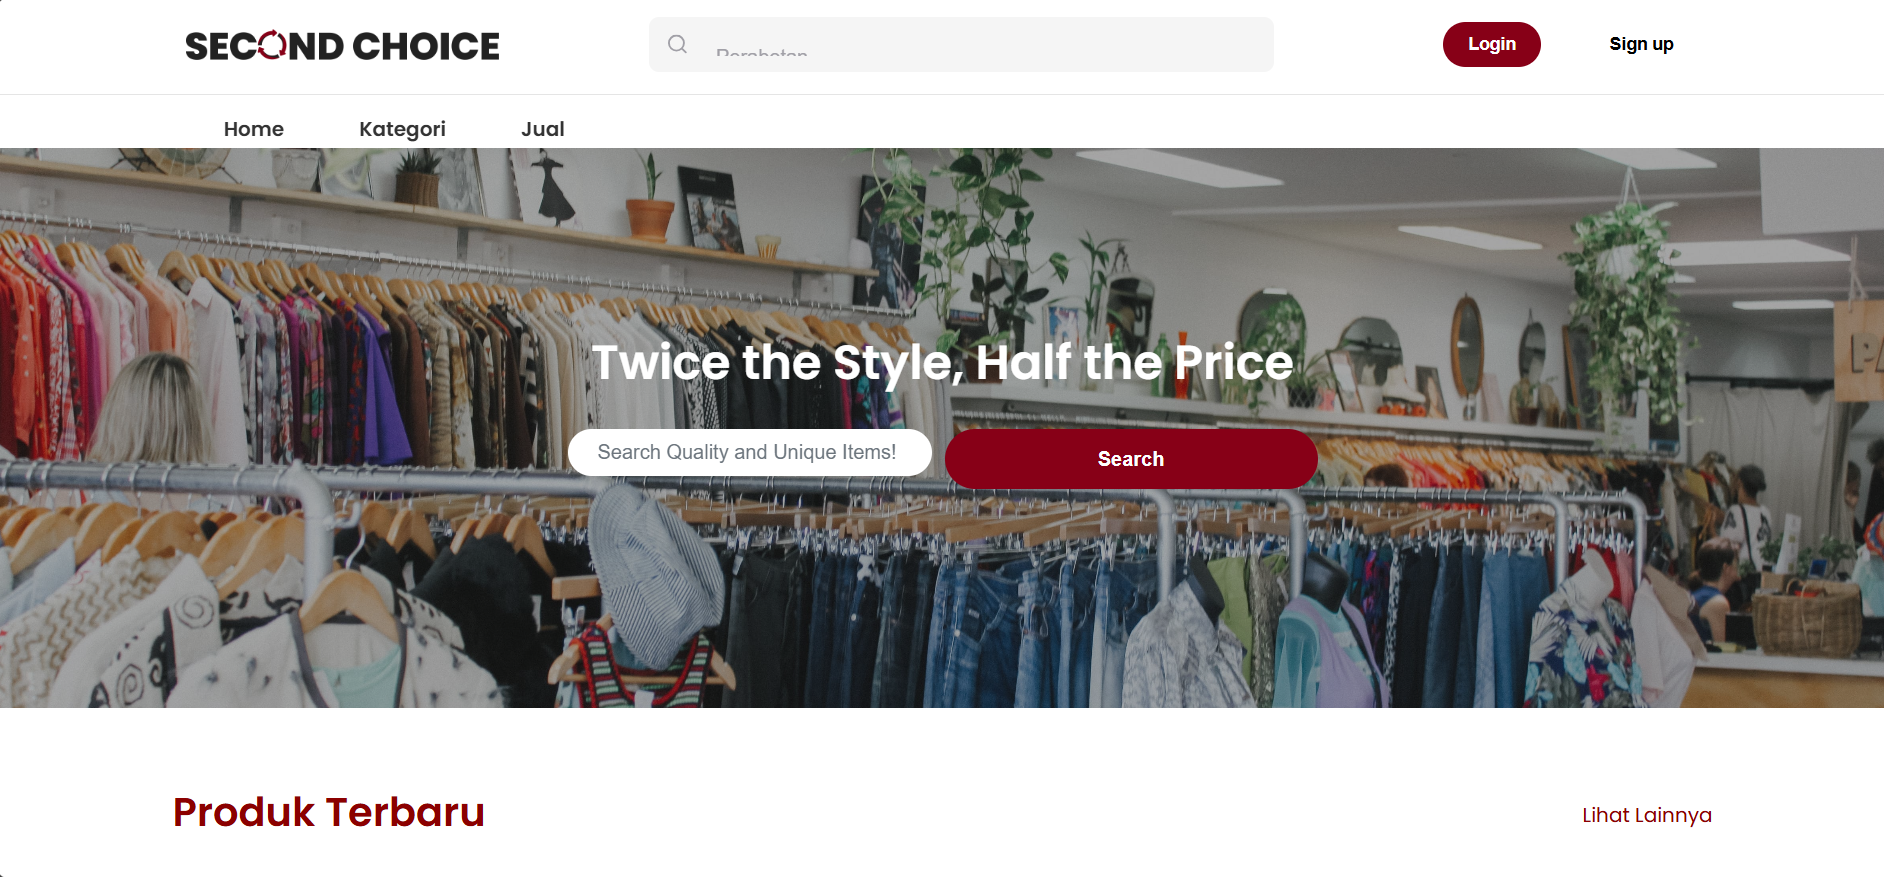 SECOND CHOICE
Perabotan
Login
Sign up
Home
Kategori
Jual
Twice the Style, Half the Price
Search Quality and Unique Items!
Search
Produk Terbaru
Lihat Lainnya